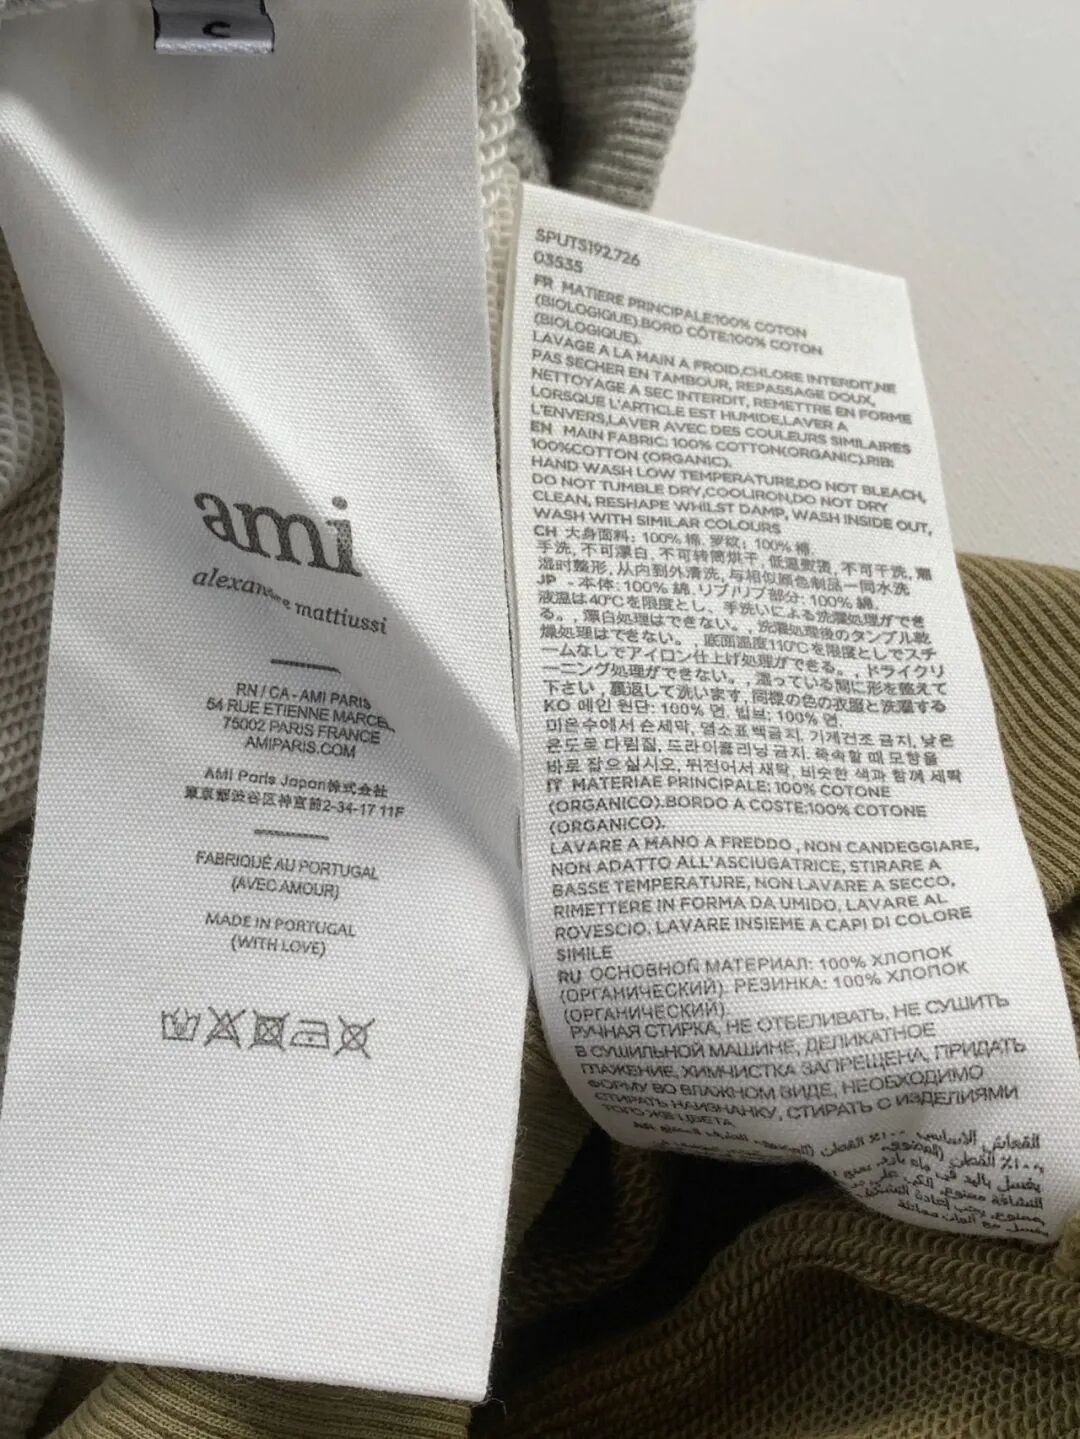 ami
alexandre mattiussi
RN / CA - AMI PARIS
54 RUE ETIENNE MARCEL
75002 PARIS FRANCE
AMIPARIS.COM
AMI Paris Japan株式会社
東京都渋谷区神宮前2-34-17 11F
FABRIQUÉ AU PORTUGAL
(AVEC AMOUR)
MADE IN PORTUGAL
(WITH LOVE)
SPUTS192.726
03535
FR MATIERE PRINCIPALE:100% COTON
(BIOLOGIQUE).BORD CÔTE:100% COTON
(BIOLOGIQUE).
LAVAGE A LA MAIN A FROID,CHLORE INTERDIT,NE
PAS SECHER EN TAMBOUR, REPASSAGE DOUX,
NETTOYAGE A SEC INTERDIT, REMETTRE EN FORME
LORSQUE L'ARTICLE EST HUMIDE,LAVER A
L'ENVERS,LAVER AVEC DES COULEURS SIMILAIRES
EN MAIN FABRIC: 100% COTTON(ORGANIC).RIB:
100%COTTON (ORGANIC).
HAND WASH LOW TEMPERATURE,DO NOT BLEACH,
DO NOT TUMBLE DRY,COOLIRON,DO NOT DRY
CLEAN, RESHAPE WHILST DAMP, WASH INSIDE OUT,
WASH WITH SIMILAR COLOURS
CH 大身面料: 100% 棉. 罗纹: 100% 棉.
手洗, 不可漂白, 不可转筒烘干, 低温熨烫, 不可干洗, 潮
湿时整形, 从内到外清洗, 与相似颜色制品一同水洗
JP - 本体: 100% 綿. リブ/リブ部分: 100% 綿.
液温は40℃を限度とし、手洗いによる洗濯処理ができ
る。, 漂白処理はできない。, 洗濯処理後のタンブル乾
燥処理はできない。, 底面温度110℃を限度としてスチ
ームなしでアイロン仕上げ処理ができる。, ドライクリ
ーニング処理ができない。, 湿っている間に形を整えて
下さい, 裏返して洗います, 同様の色の衣服と洗濯する
KO 메인 원단: 100% 면, 립브: 100% 면.
미온수에서 손세탁, 염소표백금지, 기계건조 금지, 낮은
온도로 다림질, 드라이클리닝 금지. 축축할 때 모양을
바로 잡으십시오, 뒤집어서 세탁, 비슷한 색과 함께 세탁
IT MATERIAE PRINCIPALE: 100% COTONE
(ORGANICO).BORDO A COSTE:100% COTONE
(ORGANICO).
LAVARE A MANO A FREDDO, NON CANDEGGIARE,
NON ADATTO ALL'ASCIUGATRICE, STIRARE A
BASSE TEMPERATURE, NON LAVARE A SECCO,
RIMETTERE IN FORMA DA UMIDO, LAVARE AL
ROVESCIO, LAVARE INSIEME A CAPI DI COLORE
SIMILE
RU ОСНОВНОЙ МАТЕРИАЛ: 100% ХЛОПОК
(ОРГАНИЧЕСКИЙ). РЕЗИНКА: 100% ХЛОПОК
(ОРГАНИЧЕСКИЙ).
РУЧНАЯ СТИРКА, НЕ ОТБЕЛИВАТЬ, НЕ СУШИТЬ
В СУШИЛЬНОЙ МАШИНЕ, ДЕЛИКАТНОЕ
ГЛАЖЕНИЕ, ХИМЧИСТКА ЗАПРЕЩЕНА, ПРИДАТЬ
ФОРМУ ВО ВЛАЖНОМ ВИДЕ, НЕОБХОДИМО
СТИРАТЬ НАИЗНАНКУ, СТИРАТЬ С ИЗДЕЛИЯМИ
ТОГО ЖЕ ЦВЕТА